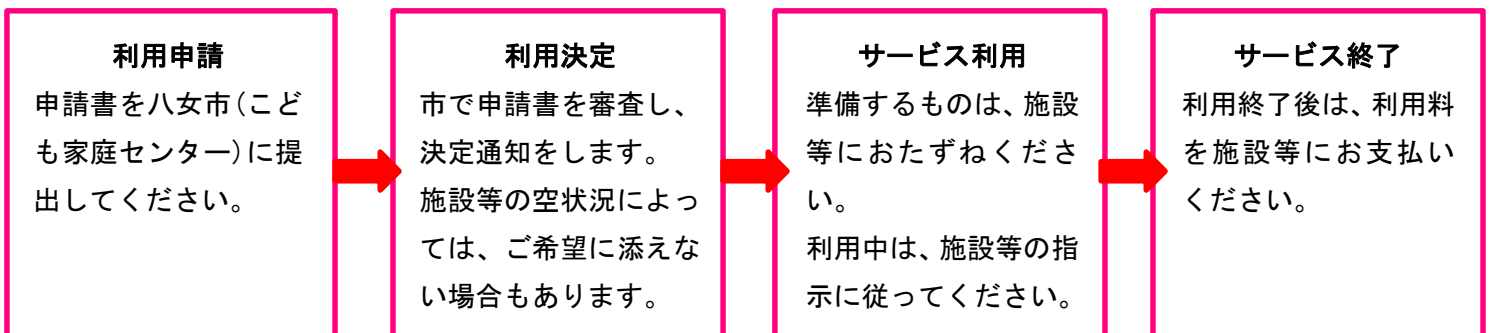 利用申請
申請書を八女市(こど
も家庭センター)に提
出してください。
利用決定
市で申請書を審査し、
決定通知をします。
施設等の空状況によっ
ては、ご希望に添えな
い場合もあります。
サービス利用
準備するものは、施設
等におたずねくださ
い。
利用中は、施設等の指
示に従ってください。
サービス終了
利用終了後は、利用料
を施設等にお支払い
ください。